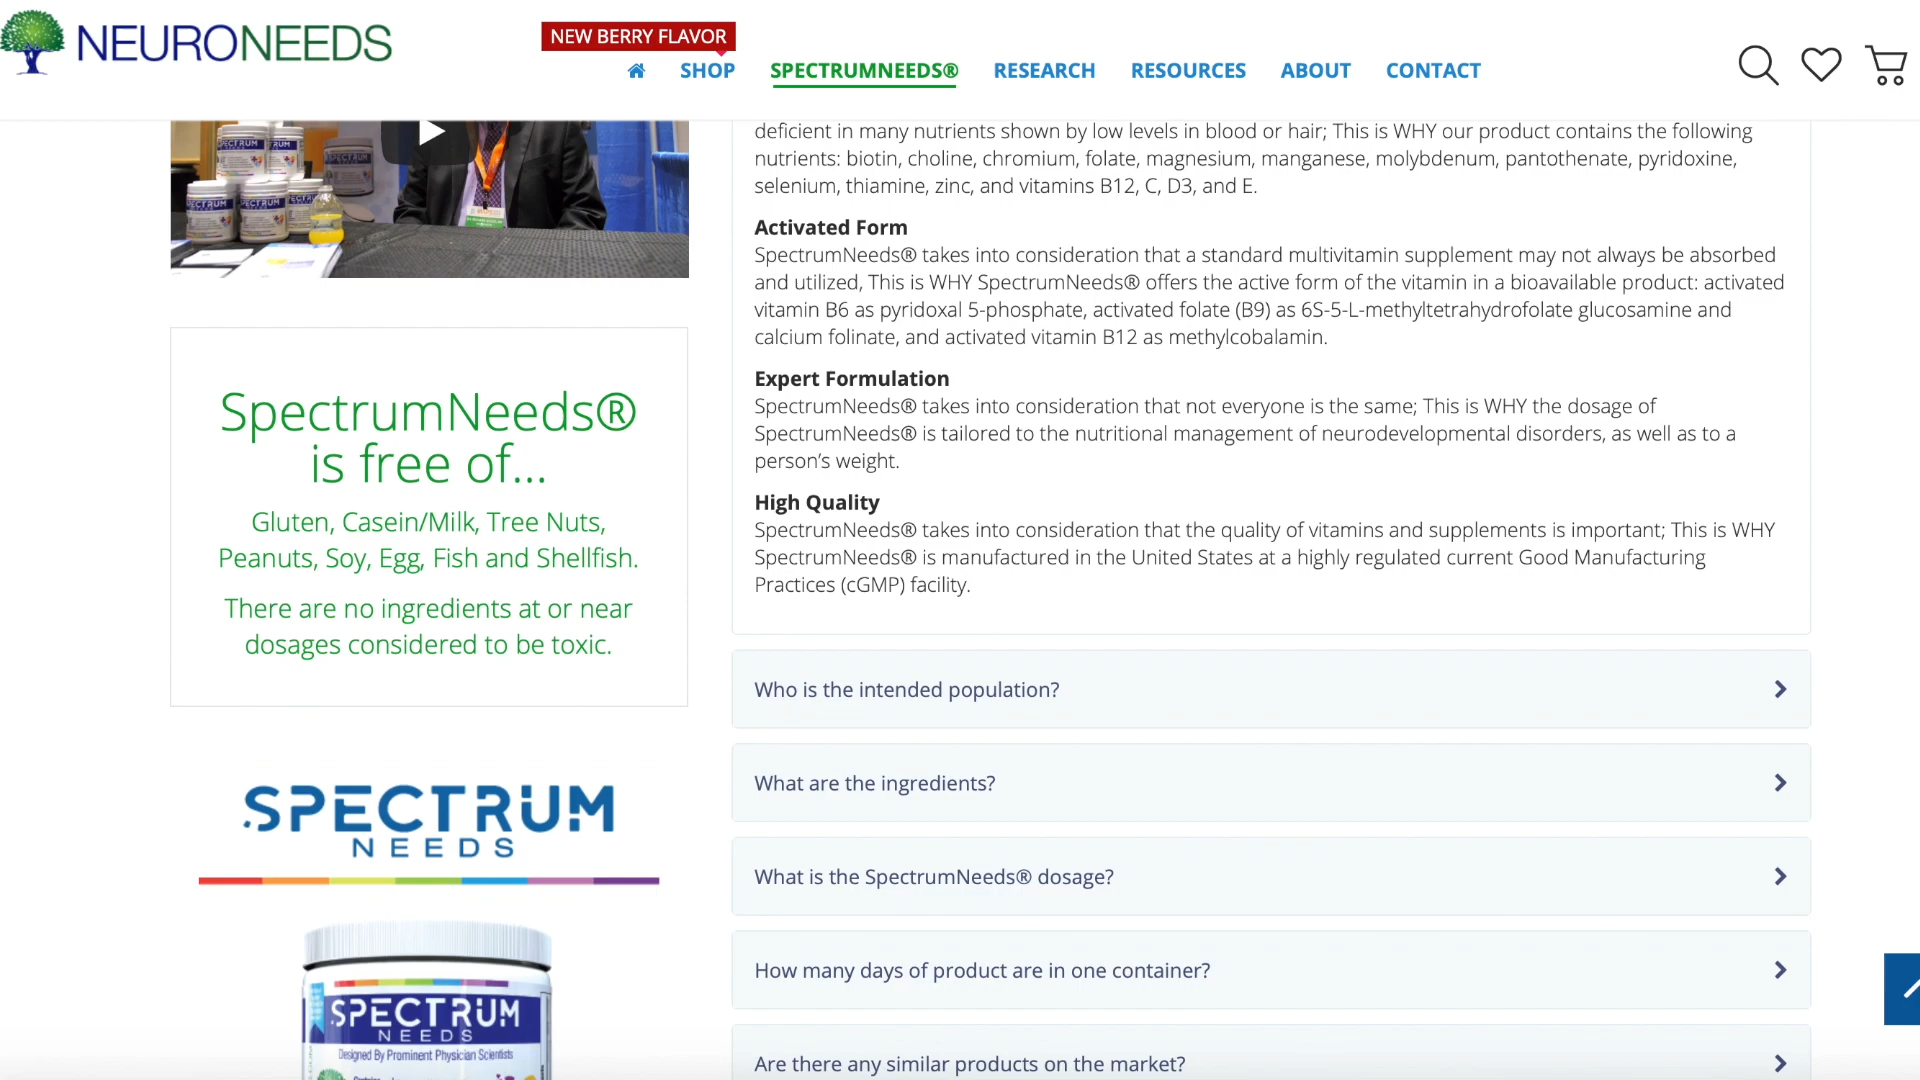 NEURONEEDS
NEW BERRY FLAVOR
SHOP
SPECTRUMNEEDS®
RESEARCH
RESOURCES
ABOUT
CONTACT
SPECTRUM
SPECTRUM
SPECTRUM
deficient in many nutrients shown by low levels in blood or hair; This is WHY our product contains the following
nutrients: biotin, choline, chromium, folate, magnesium, manganese, molybdenum, pantothenate, pyridoxine,
selenium, thiamine, zinc, and vitamins B12, C, D3, and E.
Activated Form
SpectrumNeeds® takes into consideration that a standard multivitamin supplement may not always be absorbed
and utilized, This is WHY SpectrumNeeds® offers the active form of the vitamin in a bioavailable product: activated
vitamin B6 as pyridoxal 5-phosphate, activated folate (B9) as 6S-5-L-methyltetrahydrofolate glucosamine and
calcium folinate, and activated vitamin B12 as methylcobalamin.
Expert Formulation
SpectrumNeeds® takes into consideration that not everyone is the same; This is WHY the dosage of
SpectrumNeeds® is tailored to the nutritional management of neurodevelopmental disorders, as well as to a
person’s weight.
High Quality
SpectrumNeeds® takes into consideration that the quality of vitamins and supplements is important; This is WHY
SpectrumNeeds® is manufactured in the United States at a highly regulated current Good Manufacturing
Practices (cGMP) facility.
SpectrumNeeds®
is free of...
Gluten, Casein/Milk, Tree Nuts,
Peanuts, Soy, Egg, Fish and Shellfish.
There are no ingredients at or near
dosages considered to be toxic.
Who is the intended population?
What are the ingredients?
What is the SpectrumNeeds® dosage?
How many days of product are in one container?
Are there any similar products on the market?
SPECTRUM
NEEDS
SPECTRUM
NEEDS
Designed By Prominent Physician Scientists